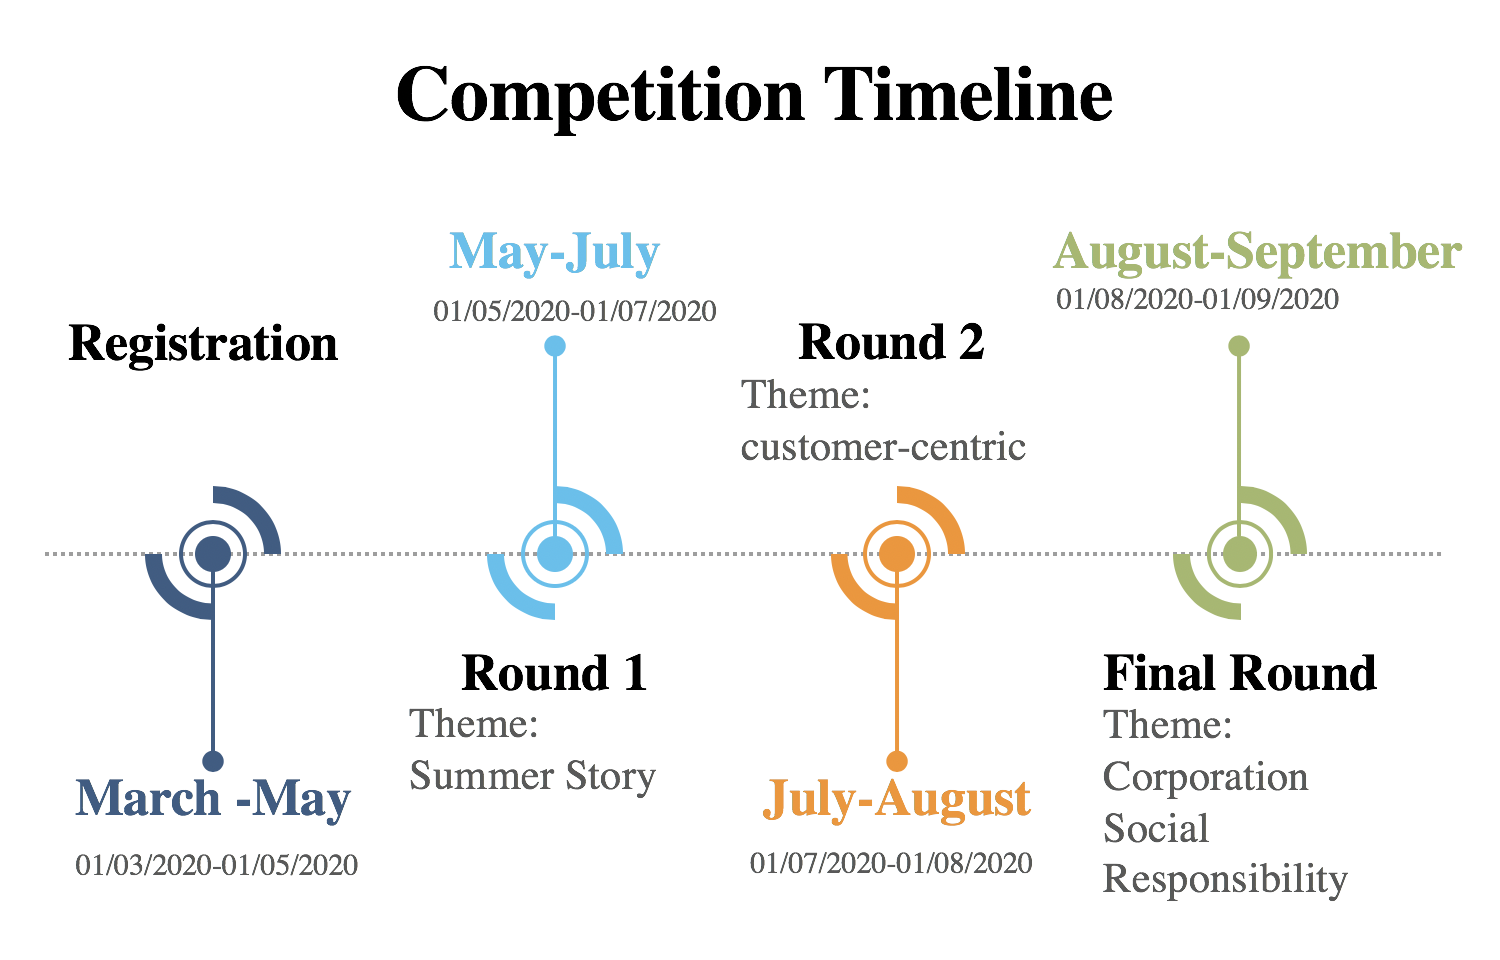 Competition Timeline
Registration
March -May
01/03/2020-01/05/2020
May-July
01/05/2020-01/07/2020
Round 1
Theme:
Summer Story
Round 2
Theme:
customer-centric
July-August
01/07/2020-01/08/2020
August-September
01/08/2020-01/09/2020
Final Round
Theme:
Corporation
Social
Responsibility